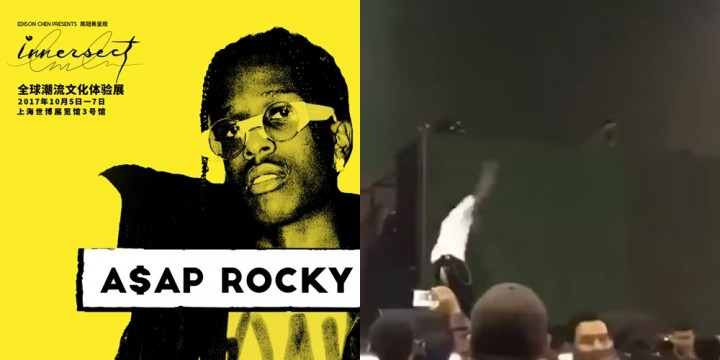 EDISON CHEN PRESENTS 陈冠希呈现
innersect
全球潮流文化体验展
2017年10月5日—7日
上海世博展览馆3号馆
A$AP ROCKY